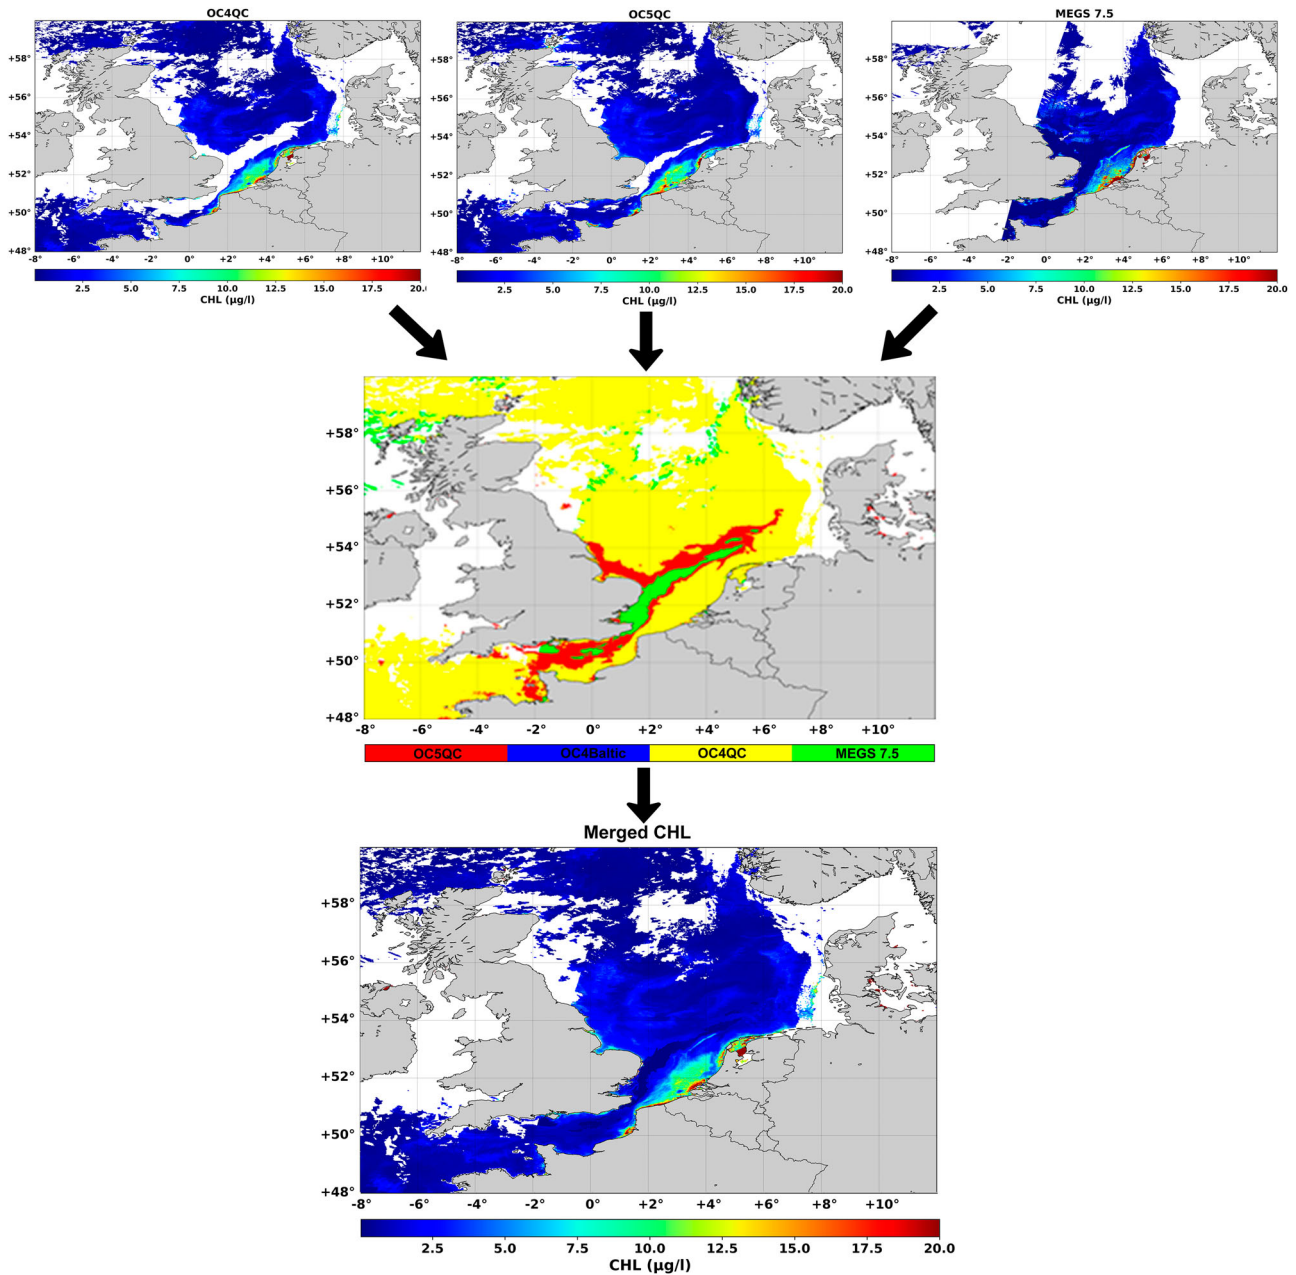 OC4QC
OC5QC
MEGS 7.5
+58°
+56°
+54°
+52°
+50°
+48°
-8° -6° -4° -2° 0° +2° +4° +6° +8° +10°
2.5 5.0 7.5 10.0 12.5 15.0 17.5 20.
CHL (µg/l)
+58°
+56°
+54°
+52°
+50°
+48°
-8° -6° -4° -2° 0° +2° +4° +6° +8° +10°
2.5 5.0 7.5 10.0 12.5 15.0 17.5 20.0
CHL (µg/l)
+58°
+56°
+54°
+52°
+50°
+48°
-8° -6° -4° -2° 0° +2° +4° +6° +8° +10°
2.5 5.0 7.5 10.0 12.5 15.0 17.5 20.0
CHL (µg/l)
+58°
+56°
+54°
+52°
+50°
+48°
-8° -6° -4° -2° 0° +2° +4° +6° +8° +10°
OC5QC OC4Baltic OC4QC MEGS 7.5
Merged CHL
+58°
+56°
+54°
+52°
+50°
+48°
-8° -6° -4° -2° 0° +2° +4° +6° +8° +10°
2.5 5.0 7.5 10.0 12.5 15.0 17.5 20.0
CHL (µg/l)